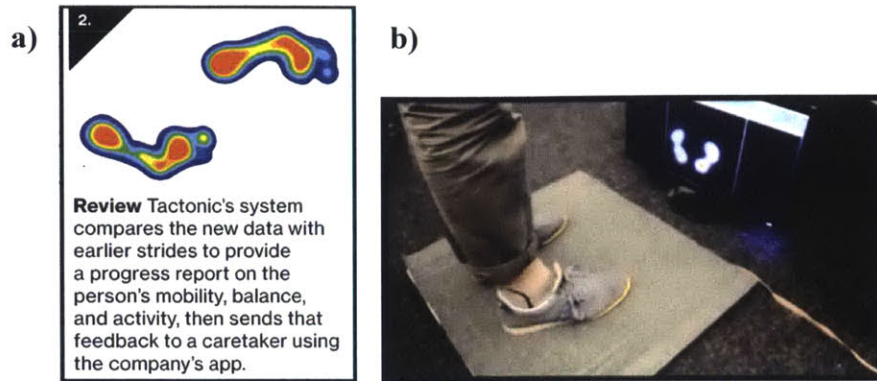 a)
2.
Review Tactonic's system
compares the new data with
earlier strides to provide
a progress report on the
person's mobility, balance,
and activity, then sends that
feedback to a caretaker using
the company's app.
b)